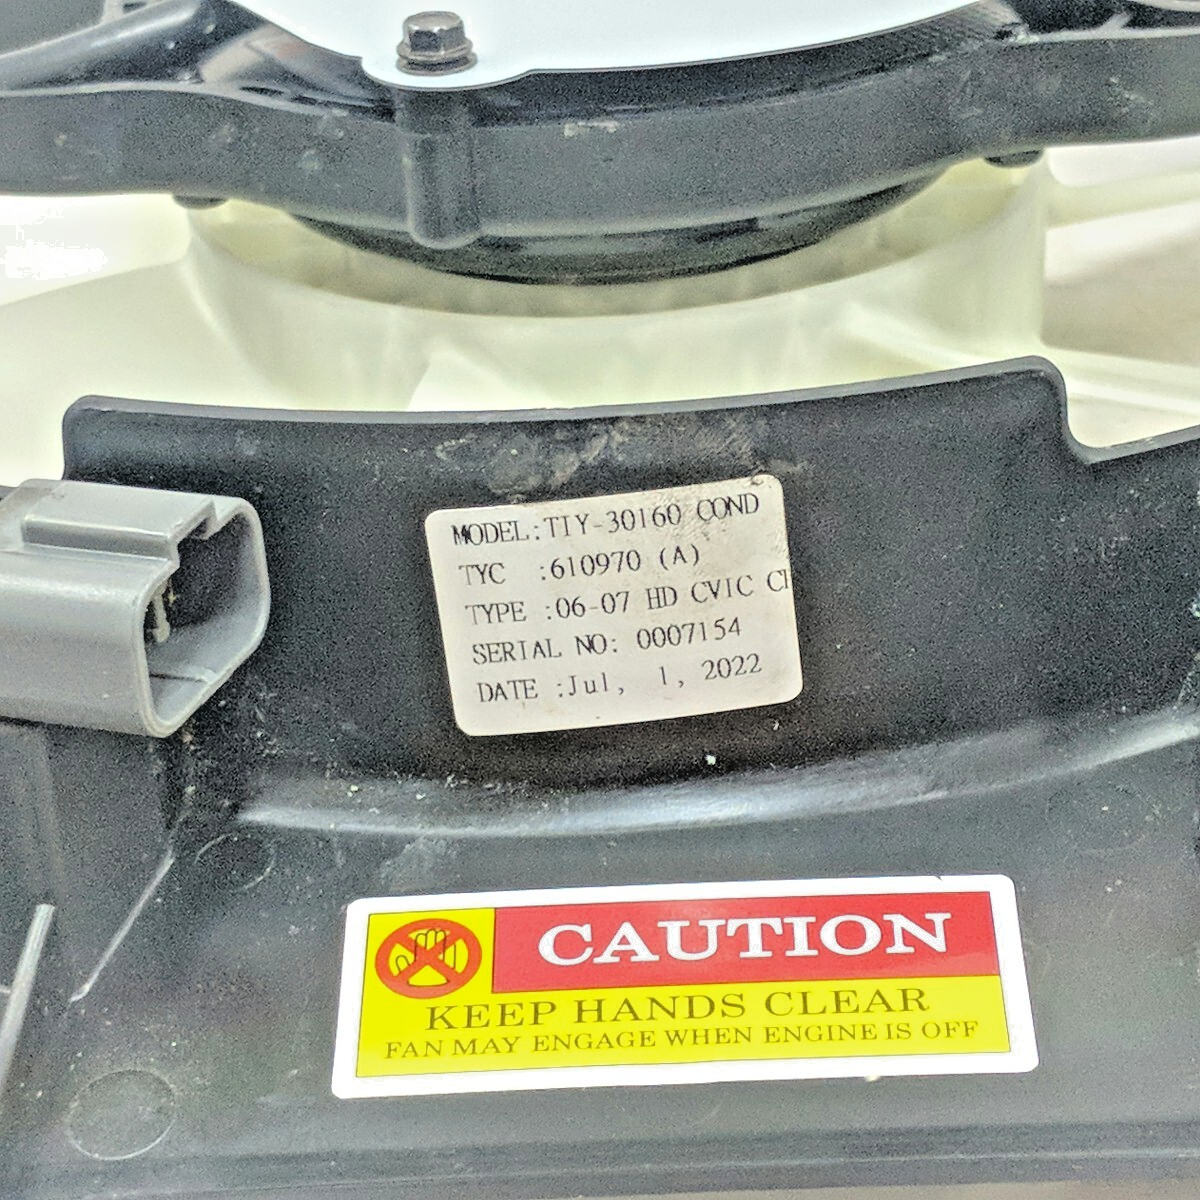 MODEL:TIY-30160 COND
TYC :610970 (A)
TYPE :06-07 HD CVIC
SERIAL NO: 0007154
DATE :Jul, 1, 2022
CAUTION
KEEP HANDS CLEAR
FAN MAY ENGAGE WHEN ENGINE IS OFF